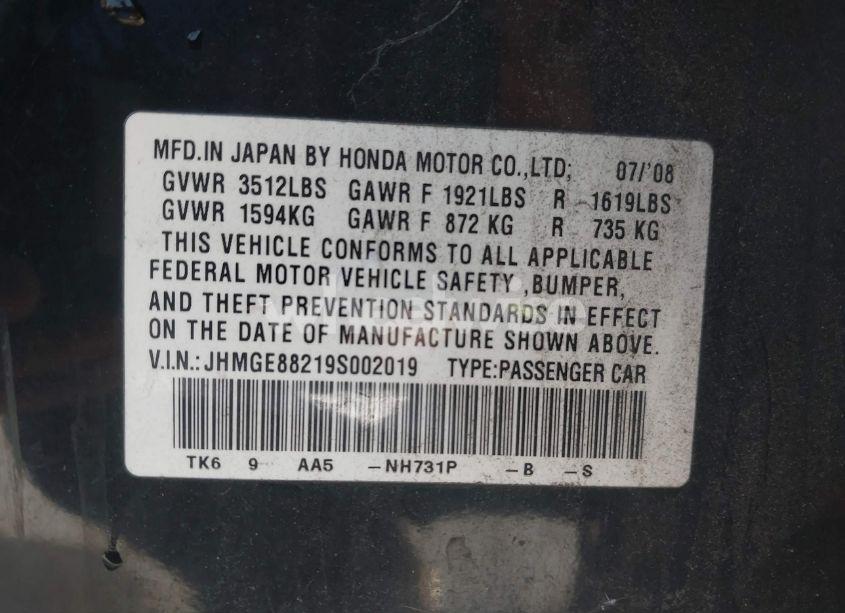 MFD.IN JAPAN BY HONDA MOTOR CO.,LTD; 07/'08
GVWR 3512LBS GAWR F 1921LBS R 1619LBS
GVWR 1594KG GAWR F 872 KG R 735 KG
THIS VEHICLE CONFORMS TO ALL APPLICABLE
FEDERAL MOTOR VEHICLE SAFETY ,BUMPER,
AND THEFT PREVENTION STANDARDS IN EFFECT
ON THE DATE OF MANUFACTURE SHOWN ABOVE.
V.I.N.:JHMGE88219S002019 TYPE:PASSENGER CAR
TK6 9 AA5 -NH731P -B -S